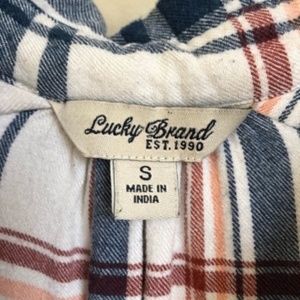 Lucky Brand
EST. 1990
S
MADE IN
INDIA